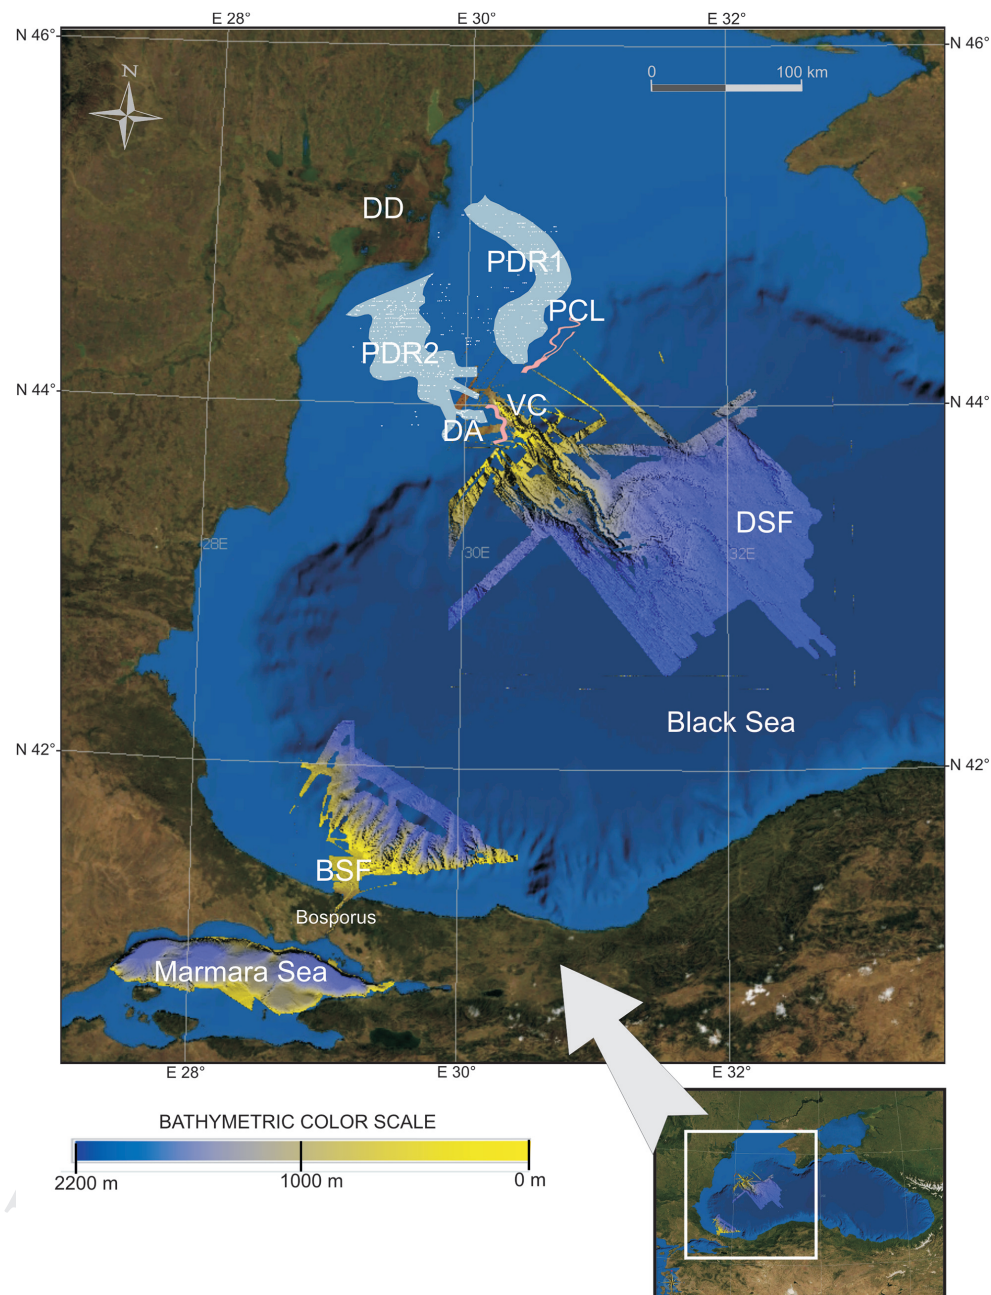 E 28° E 30° E 32°
N 46° N 46°
N
0 100 km
DD
PDR1
PCL
PDR2
N 44° N 44°
VC
DA
DSF
28E 30E 32E
Black Sea
N 42° N 42°
BSF
Bosporus
Marmara Sea
E 28° E 30° E 32°
BATHYMETRIC COLOR SCALE
2200 m 1000 m 0 m